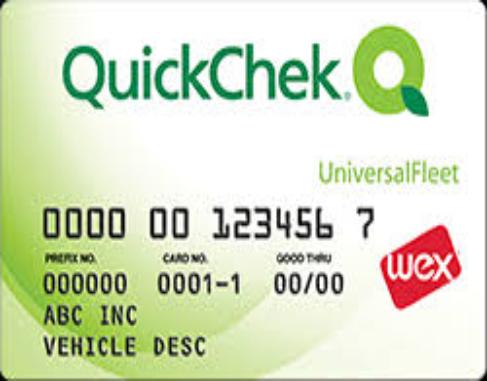 QuickChek®
UniversalFleet
0000 00 123456 7
PREFIX NO. CARD NO. GOOD THRU
000000 0001-1 00/00
wex
ABC INC
VEHICLE DESC